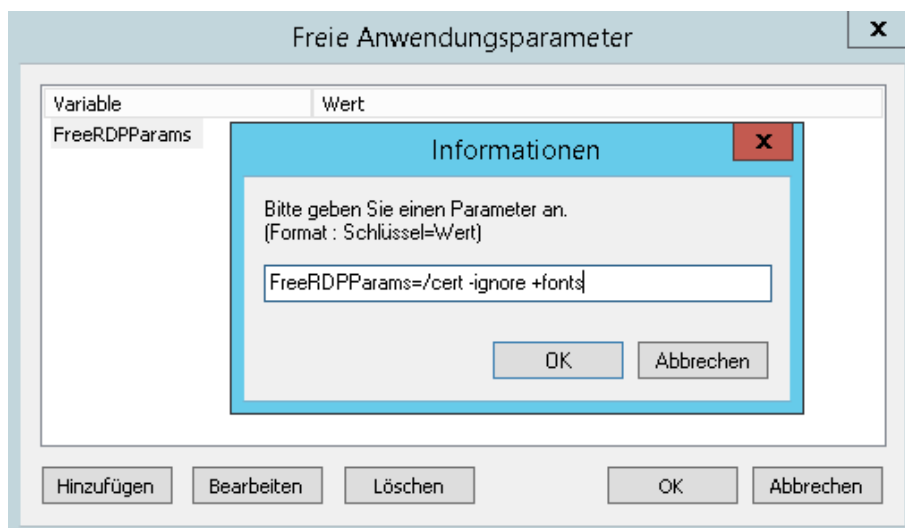 Freie Anwendungsparameter
x
Variable Wert
FreeRDPParams
Informationen
x
Bitte geben Sie einen Parameter an.
(Format : Schlüssel=Wert)
FreeRDPParams=/cert -ignore +fonts
OK Abbrechen
Hinzufügen Bearbeiten Löschen OK Abbrechen